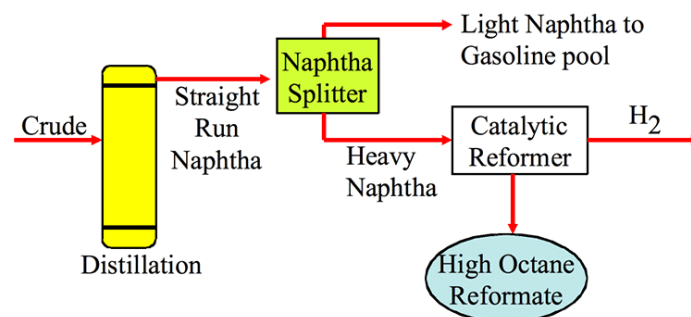 Crude
Distillation
Straight
Run
Naphtha
Naphtha
Splitter
Light Naphtha to
Gasoline pool
Heavy
Naphtha
Catalytic
Reformer
H₂
High Octane
Reformate